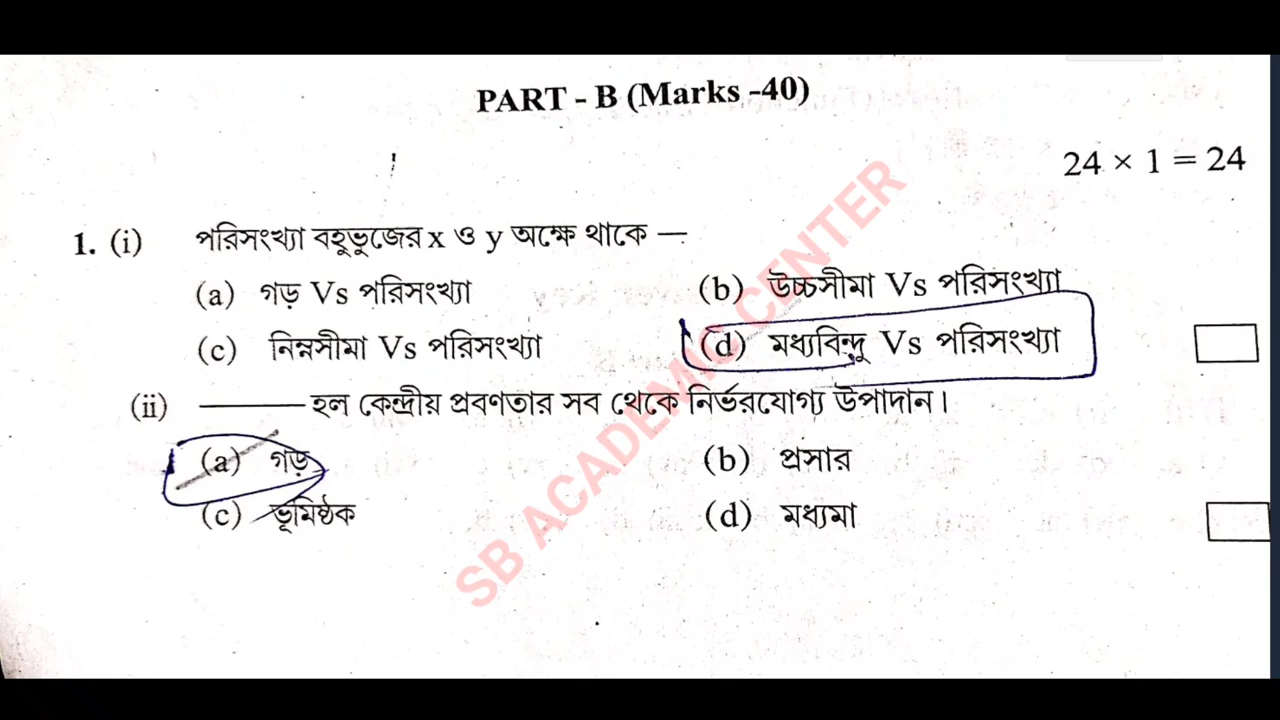 PART - B (Marks -40)
24 × 1 = 24
1. (i) পরিসংখ্যা বহুভুজের x ও y অক্ষে থাকে —
(a) গড় Vs পরিসংখ্যা (b) উচ্চসীমা Vs পরিসংখ্যা
(c) নিম্নসীমা Vs পরিসংখ্যা (d) মধ্যবিন্দু Vs পরিসংখ্যা
(ii) ——— হল কেন্দ্রীয় প্রবণতার সব থেকে নির্ভরযোগ্য উপাদান।
(a) গড় (b) প্রসার
(c) ভূমিষ্ঠক (d) মধ্যমা
SB ACADEMIC CENTER